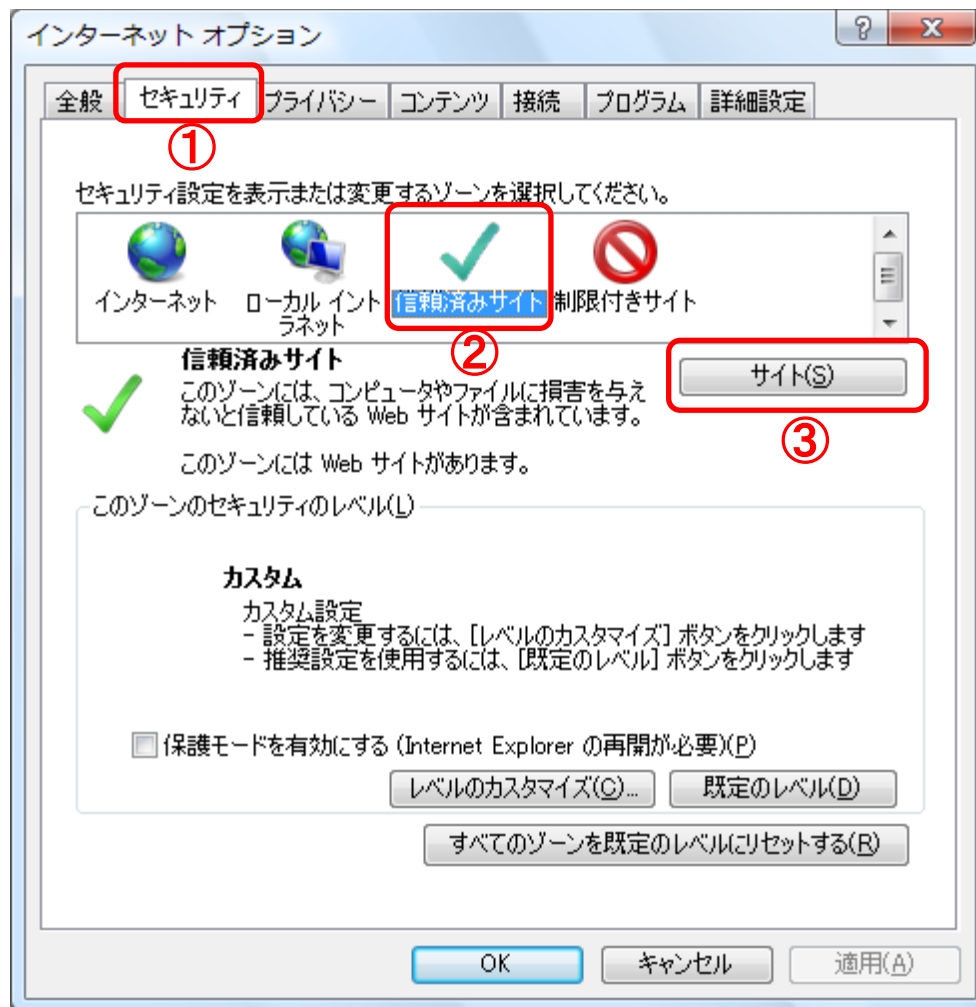 インターネット オプション
全般 セキュリティ プライバシー コンテンツ 接続 プログラム 詳細設定
①
セキュリティ設定を表示または変更するゾーンを選択してください。
インターネット
ローカル イント
ラネット
信頼済みサイト
制限付きサイト
②
信頼済みサイト
このゾーンには、コンピュータやファイルに損害を与え
ないと信頼している Web サイトが含まれています。
サイト(S)
③
このゾーンには Web サイトがあります。
このゾーンのセキュリティのレベル(L)
カスタム
カスタム設定
- 設定を変更するには、[レベルのカスタマイズ] ボタンをクリックします
- 推奨設定を使用するには、[既定のレベル] ボタンをクリックします
保護モードを有効にする (Internet Explorer の再開が必要)(P)
レベルのカスタマイズ(C)... 既定のレベル(D)
すべてのゾーンを既定のレベルにリセットする(R)
OK キャンセル 適用(A)